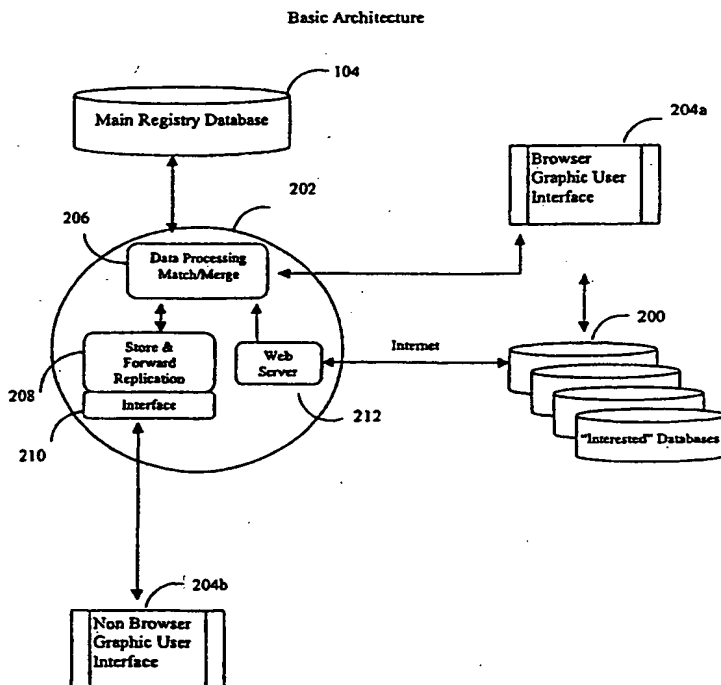 Basic Architecture
104
Main Registry Database
204a
Browser
Graphic User
Interface
202
206
Data Processing
Match/Merge
200
Store &
Forward
Replication
Web
Server
Internet
208
Interface
212
210
"Interested" Databases
204b
Non Browser
Graphic User
Interface